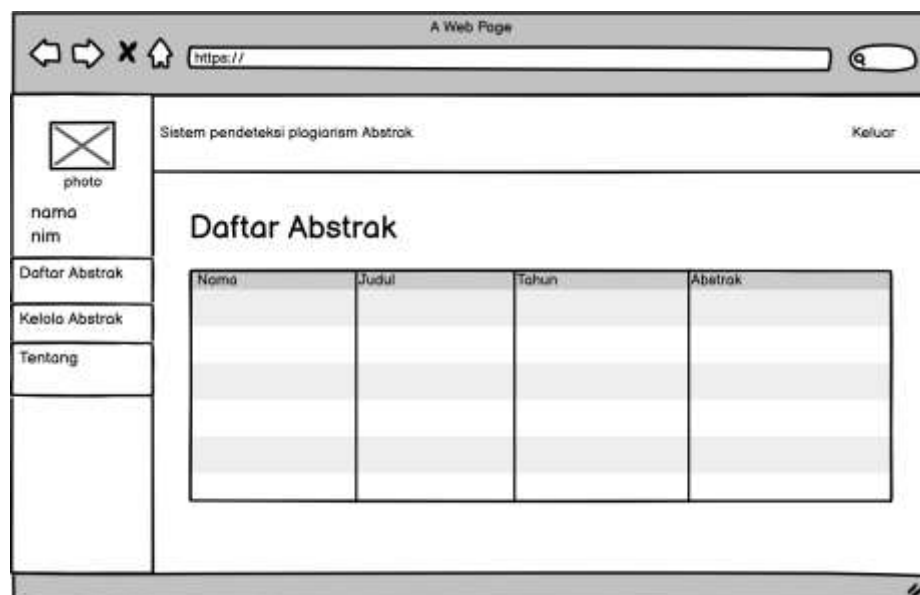 A Web Page
https://
Sistem pendeteksi plagiarism Abstrak
Keluar
photo
nama
nim
Daftar Abstrak
Kelola Abstrak
Tentang
Daftar Abstrak
Nama Judul Tahun Abstrak